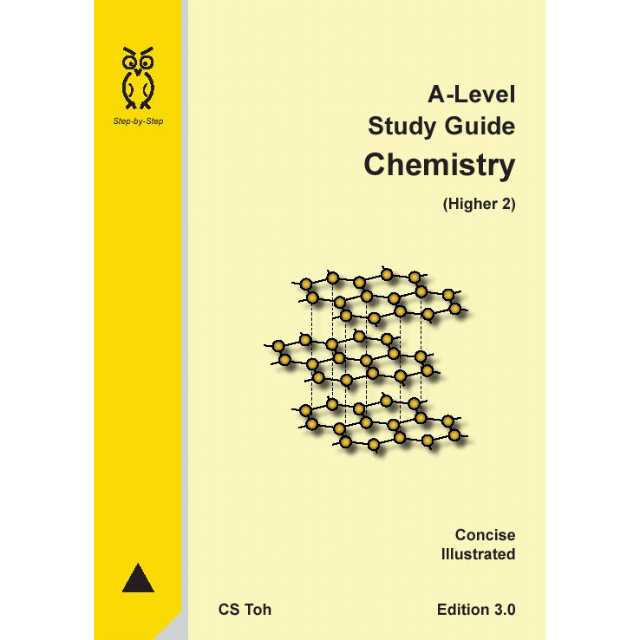 Step-by-Step
A-Level
Study Guide
Chemistry
(Higher 2)
Concise
Illustrated
CS Toh
Edition 3.0